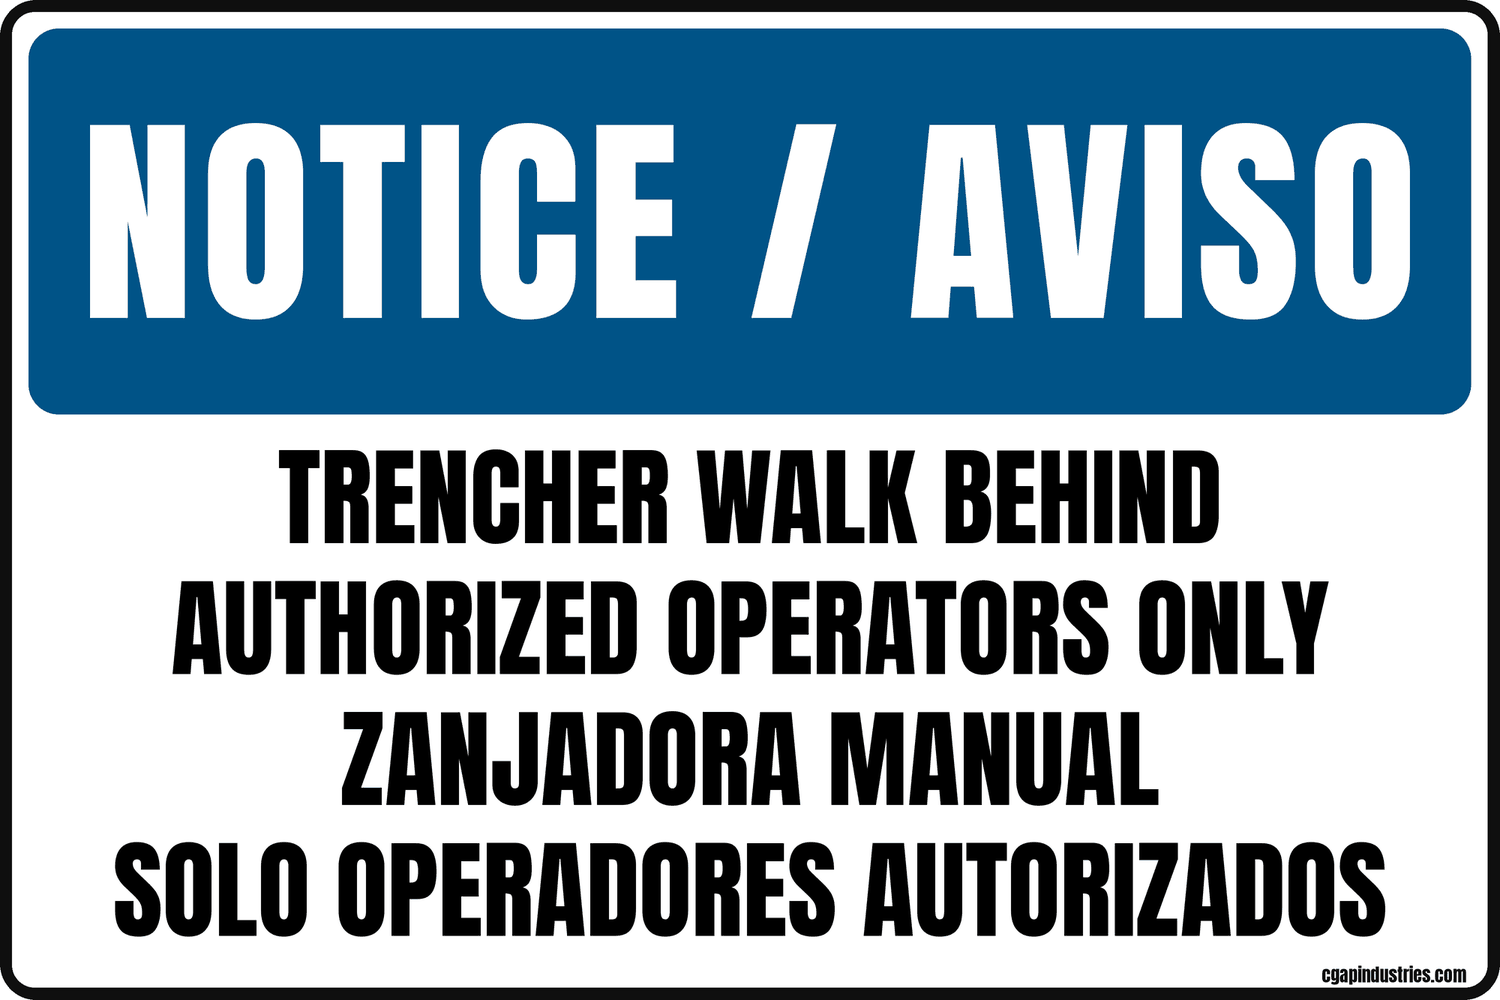 NOTICE / AVISO
TRENCHER WALK BEHIND
AUTHORIZED OPERATORS ONLY
ZANJADORA MANUAL
SOLO OPERADORES AUTORIZADOS
cgapindustries.com